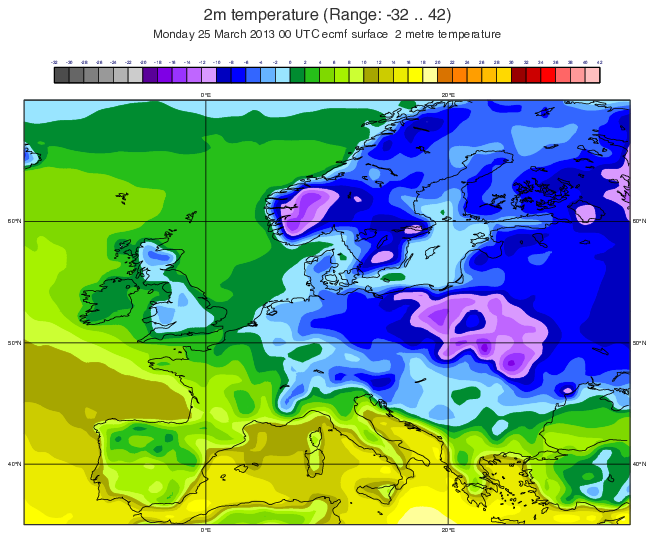 2m temperature (Range: -32 .. 42)
Monday 25 March 2013 00 UTC ecmf surface 2 metre temperature
-32 -30 -28 -26 -24 -22 -20 -18 -16 -14 -12 -10 -8 -6 -4 -2 0 2 4 6 8 10 12 14 16 18 20 22 24 26 28 30 32 34 36 38 40 42
0°E 20°E
60°N 60°N
50°N 50°N
40°N 40°N
0°E 20°E